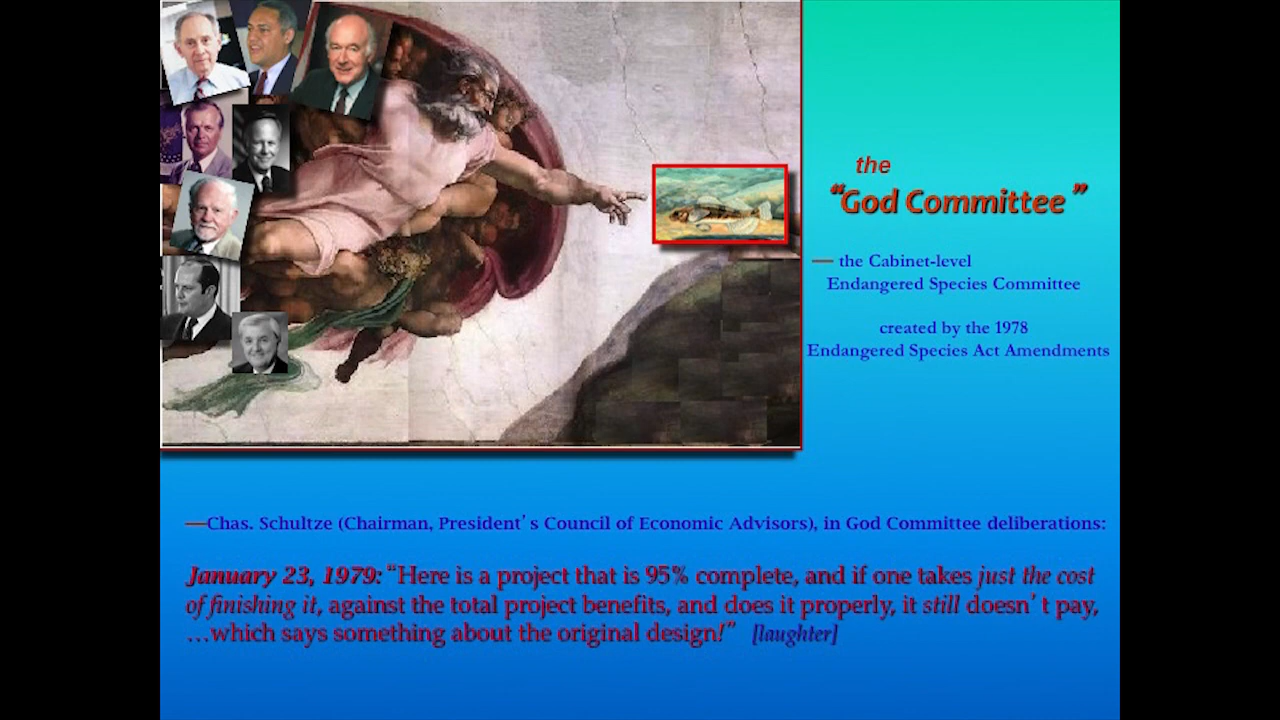 the
“God Committee”
— the Cabinet-level
Endangered Species Committee
created by the 1978
Endangered Species Act Amendments
—Chas. Schultze (Chairman, President’s Council of Economic Advisors), in God Committee deliberations:
January 23, 1979: “Here is a project that is 95% complete, and if one takes just the cost
of finishing it, against the total project benefits, and does it properly, it still doesn’t pay,
…which says something about the original design!” [laughter]